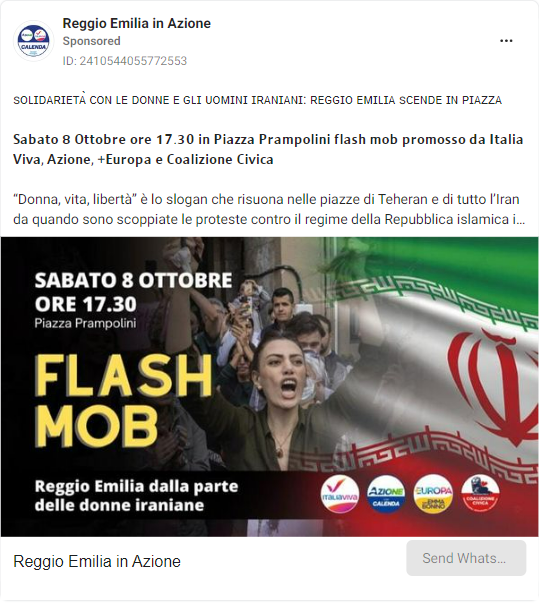 Reggio Emilia in Azione
Sponsored
ID: 2410544055772553
SOLIDARIETÀ CON LE DONNE E GLI UOMINI IRANIANI: REGGIO EMILIA SCENDE IN PIAZZA
Sabato 8 Ottobre ore 17.30 in Piazza Prampolini flash mob promosso da Italia
Viva, Azione, +Europa e Coalizione Civica
“Donna, vita, libertà” è lo slogan che risuona nelle piazze di Teheran e di tutto l’Iran
da quando sono scoppiate le proteste contro il regime della Repubblica islamica i...
SABATO 8 OTTOBRE
ORE 17.30
Piazza Prampolini
FLASH
MOB
Reggio Emilia dalla parte
delle donne iraniane
ITALIAVIVA
AZIONE
CALENDA
EUROPA
EMMA
BONINO
COALIZIONE
CIVICA
Reggio Emilia in Azione
Send Whats...